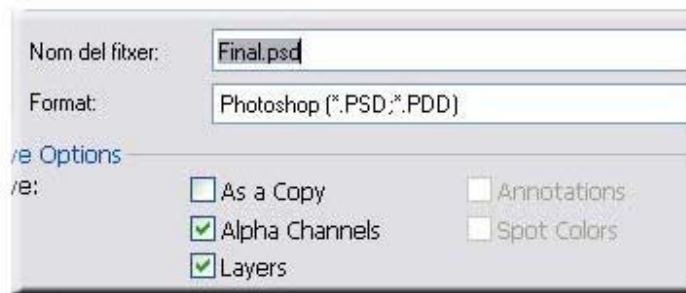 Nom del fitxer: Final.psd
Format: Photoshop (*.PSD;*.PDD)
ve Options
ve:
As a Copy Annotations
Alpha Channels Spot Colors
Layers